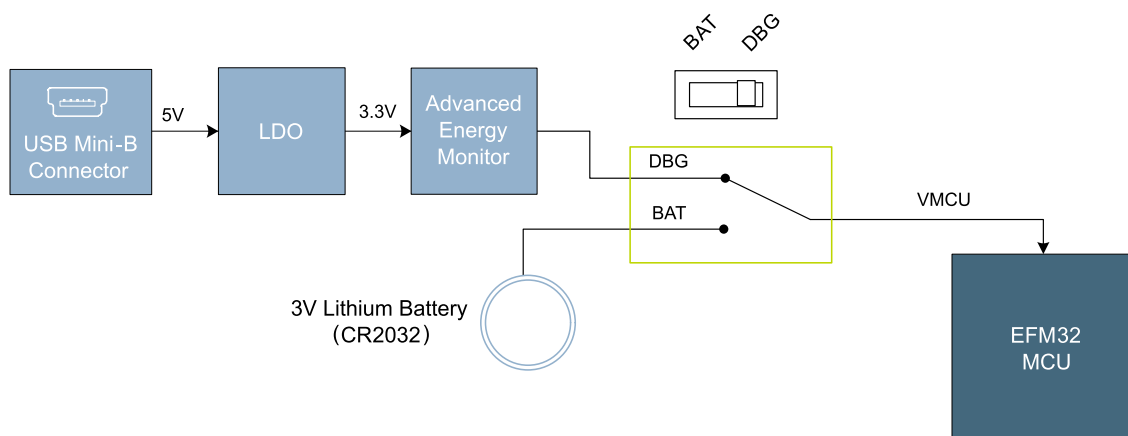 BAT
DBG
USB Mini-B
Connector
5V
LDO
3.3V
Advanced
Energy
Monitor
DBG
BAT
VMCU
3V Lithium Battery
(CR2032)
EFM32
MCU